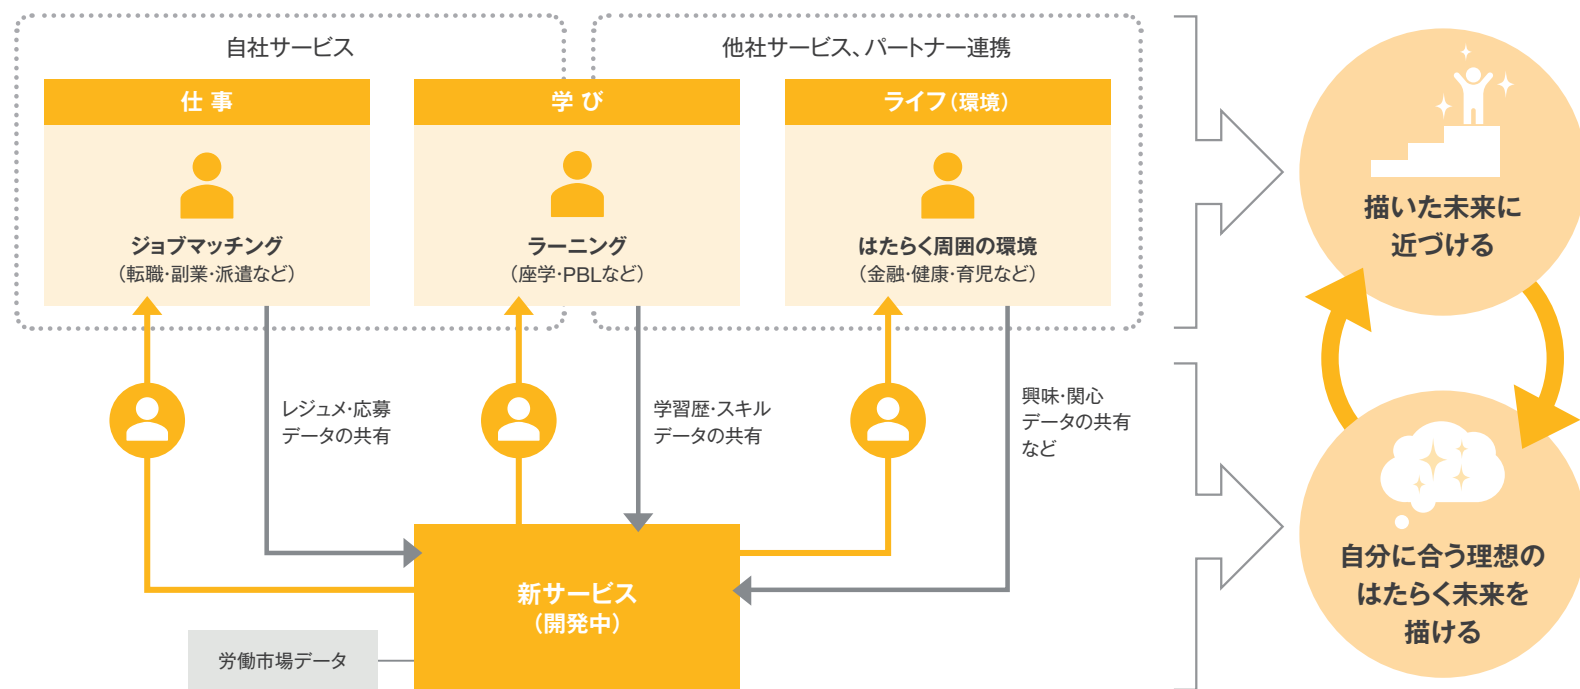 自社サービス
他社サービス、パートナー連携
仕事
学び
ライフ（環境）
ジョブマッチング
（転職・副業・派遣など）
ラーニング
（座学・PBLなど）
はたらく周囲の環境
（金融・健康・育児など）
描いた未来に
近づける
レジュメ・応募
データの共有
学習歴・スキル
データの共有
興味・関心
データの共有
など
新サービス
（開発中）
労働市場データ
自分に合う理想の
はたらく未来を
描ける